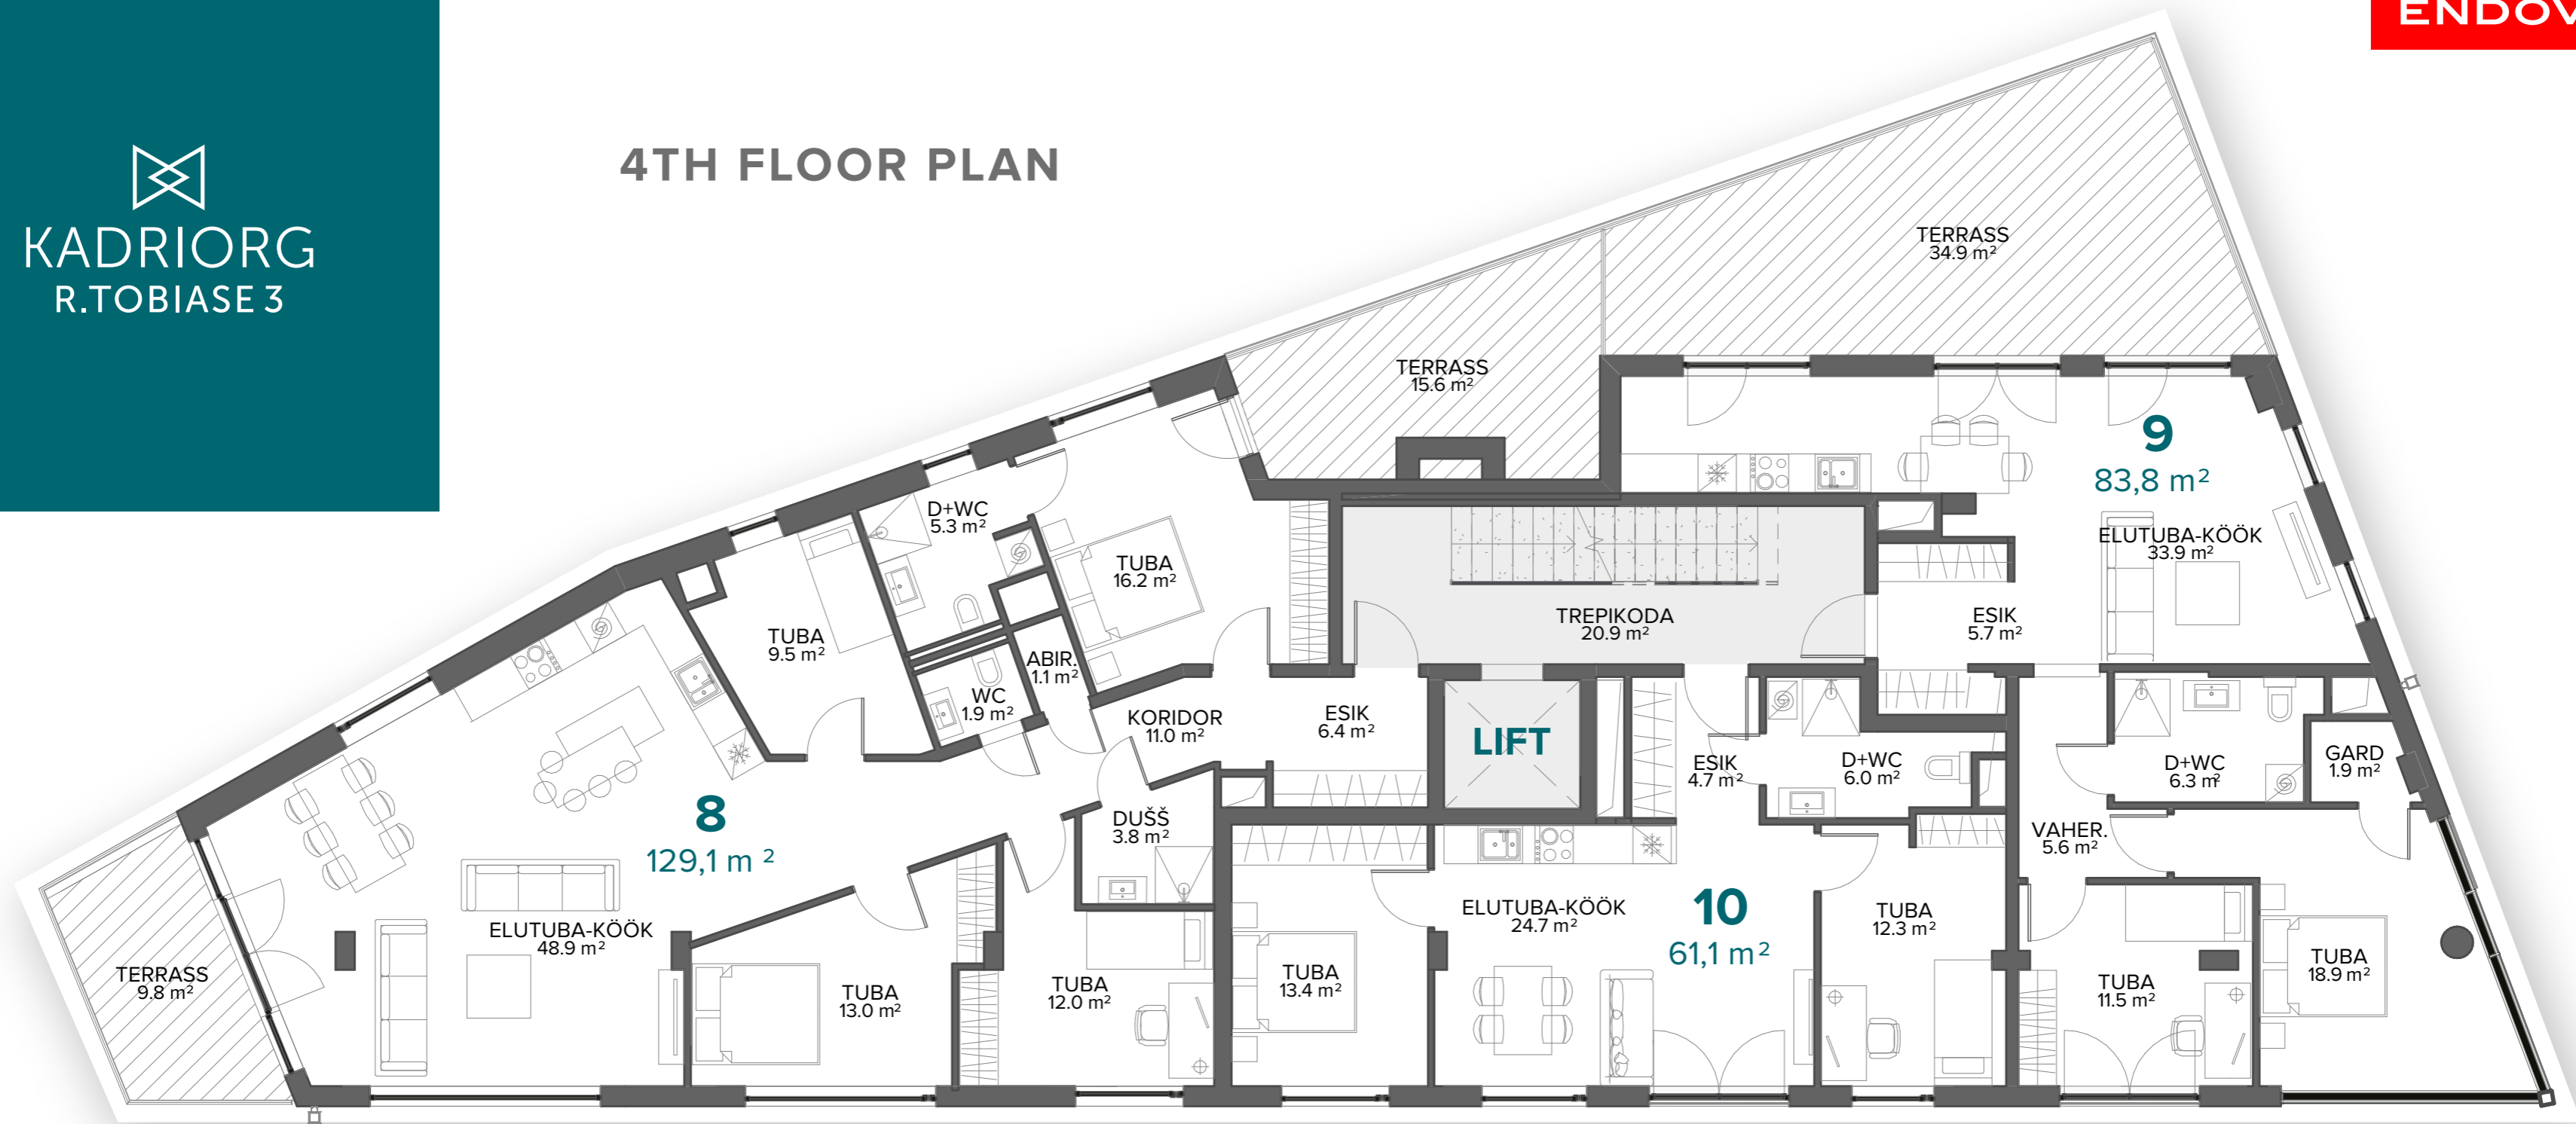 ENDOV
KADRIORG
R.TOBIASE 3
4TH FLOOR PLAN
TERRASS
34.9 m²
TERRASS
15.6 m²
9
83,8 m²
ELUTUBA-KÖÖK
33.9 m²
D+WC
5.3 m²
TUBA
16.2 m²
TREPIKODA
20.9 m²
ESIK
5.7 m²
TUBA
9.5 m²
ABIR.
1.1 m²
WC
1.9 m²
KORIDOR
11.0 m²
ESIK
6.4 m²
LIFT
ESIK
4.7 m²
D+WC
6.0 m²
D+WC
6.3 m²
GARD
1.9 m²
8
129,1 m ²
DUŠŠ
3.8 m²
VAHER.
5.6 m²
ELUTUBA-KÖÖK
48.9 m²
ELUTUBA-KÖÖK
24.7 m²
10
61,1 m²
TUBA
12.3 m²
TERRASS
9.8 m²
TUBA
13.0 m²
TUBA
12.0 m²
TUBA
13.4 m²
TUBA
11.5 m²
TUBA
18.9 m²